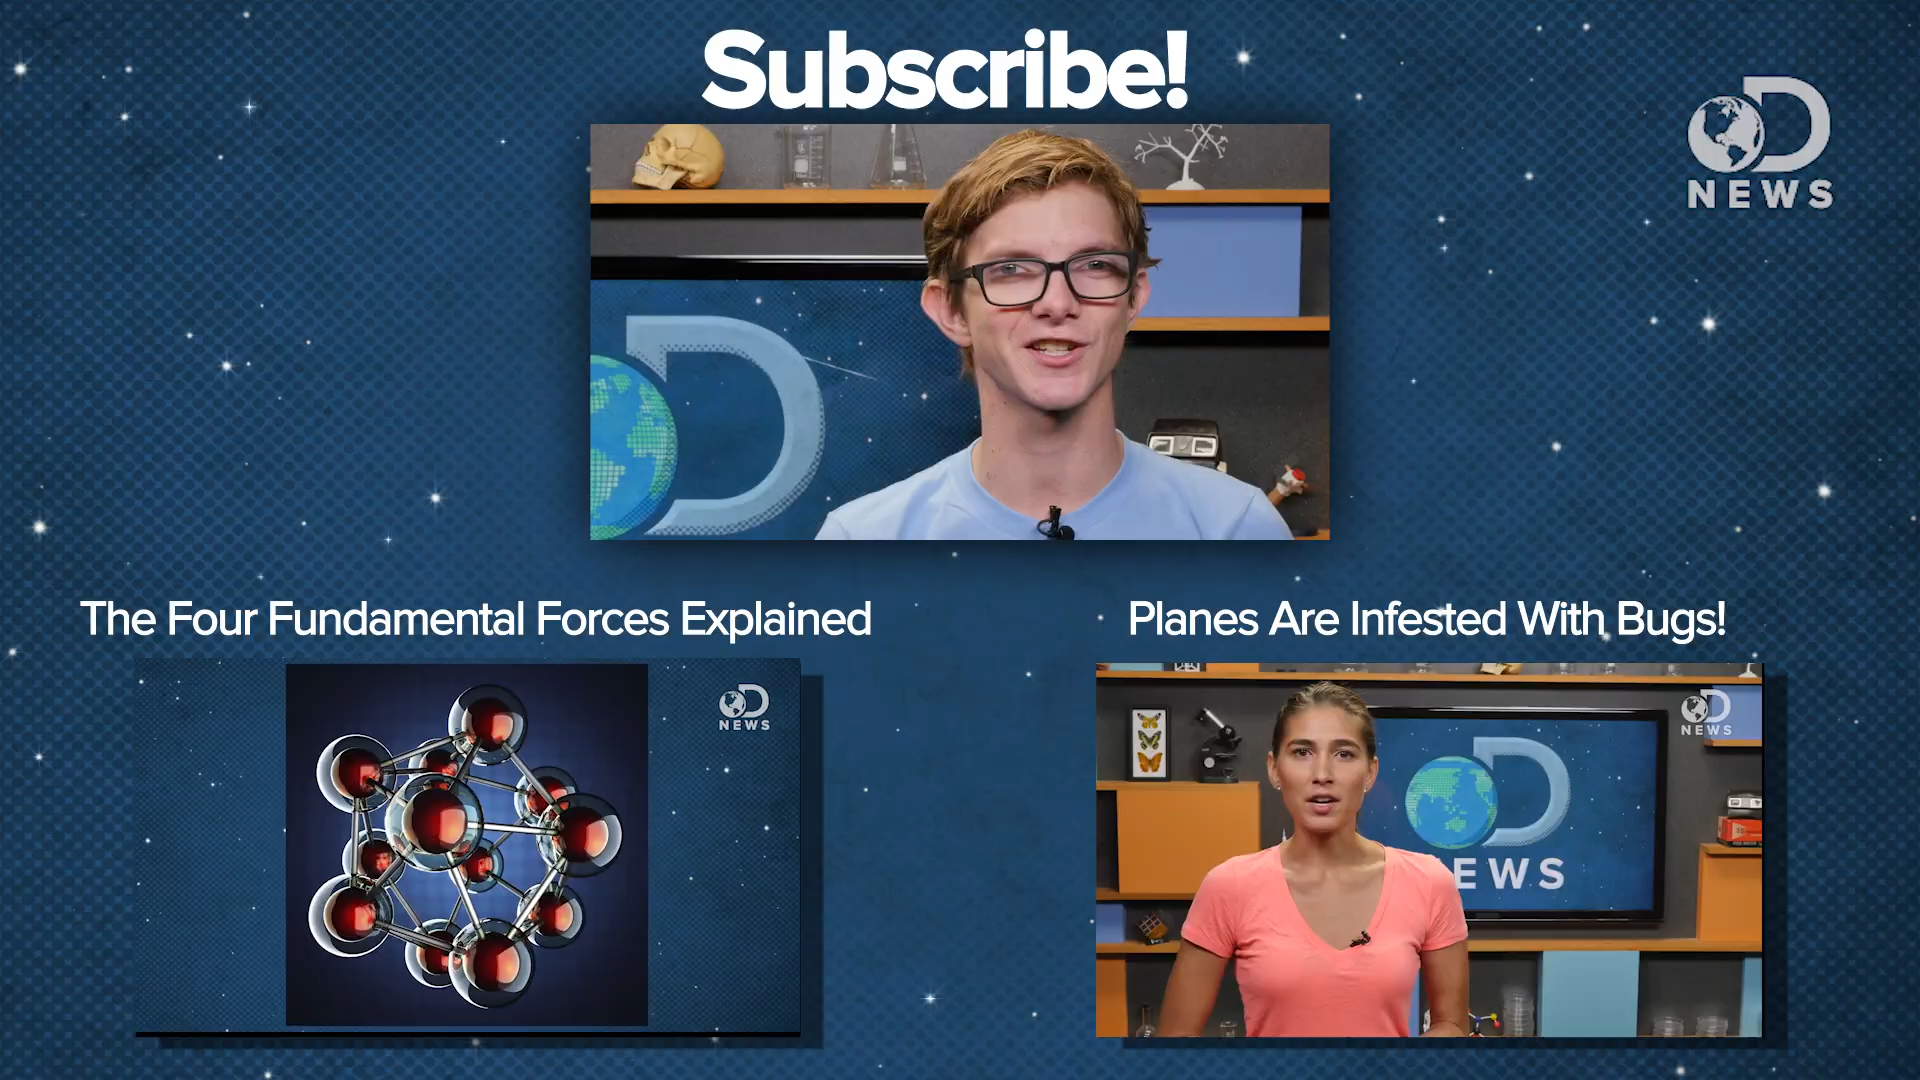 Subscribe!
NEWS
The Four Fundamental Forces Explained
Planes Are Infested With Bugs!
NEWS
NEWS
EWS